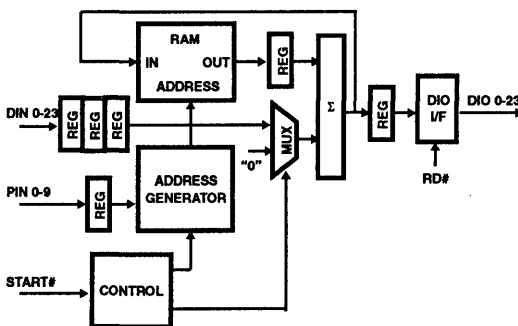 RAM
IN OUT
ADDRESS
REG
Σ
DIN 0-23
REG
REG
REG
MUX
"0"
REG
DIO
I/F
DIO 0-23
RD#
PIN 0-9
REG
ADDRESS
GENERATOR
START#
CONTROL